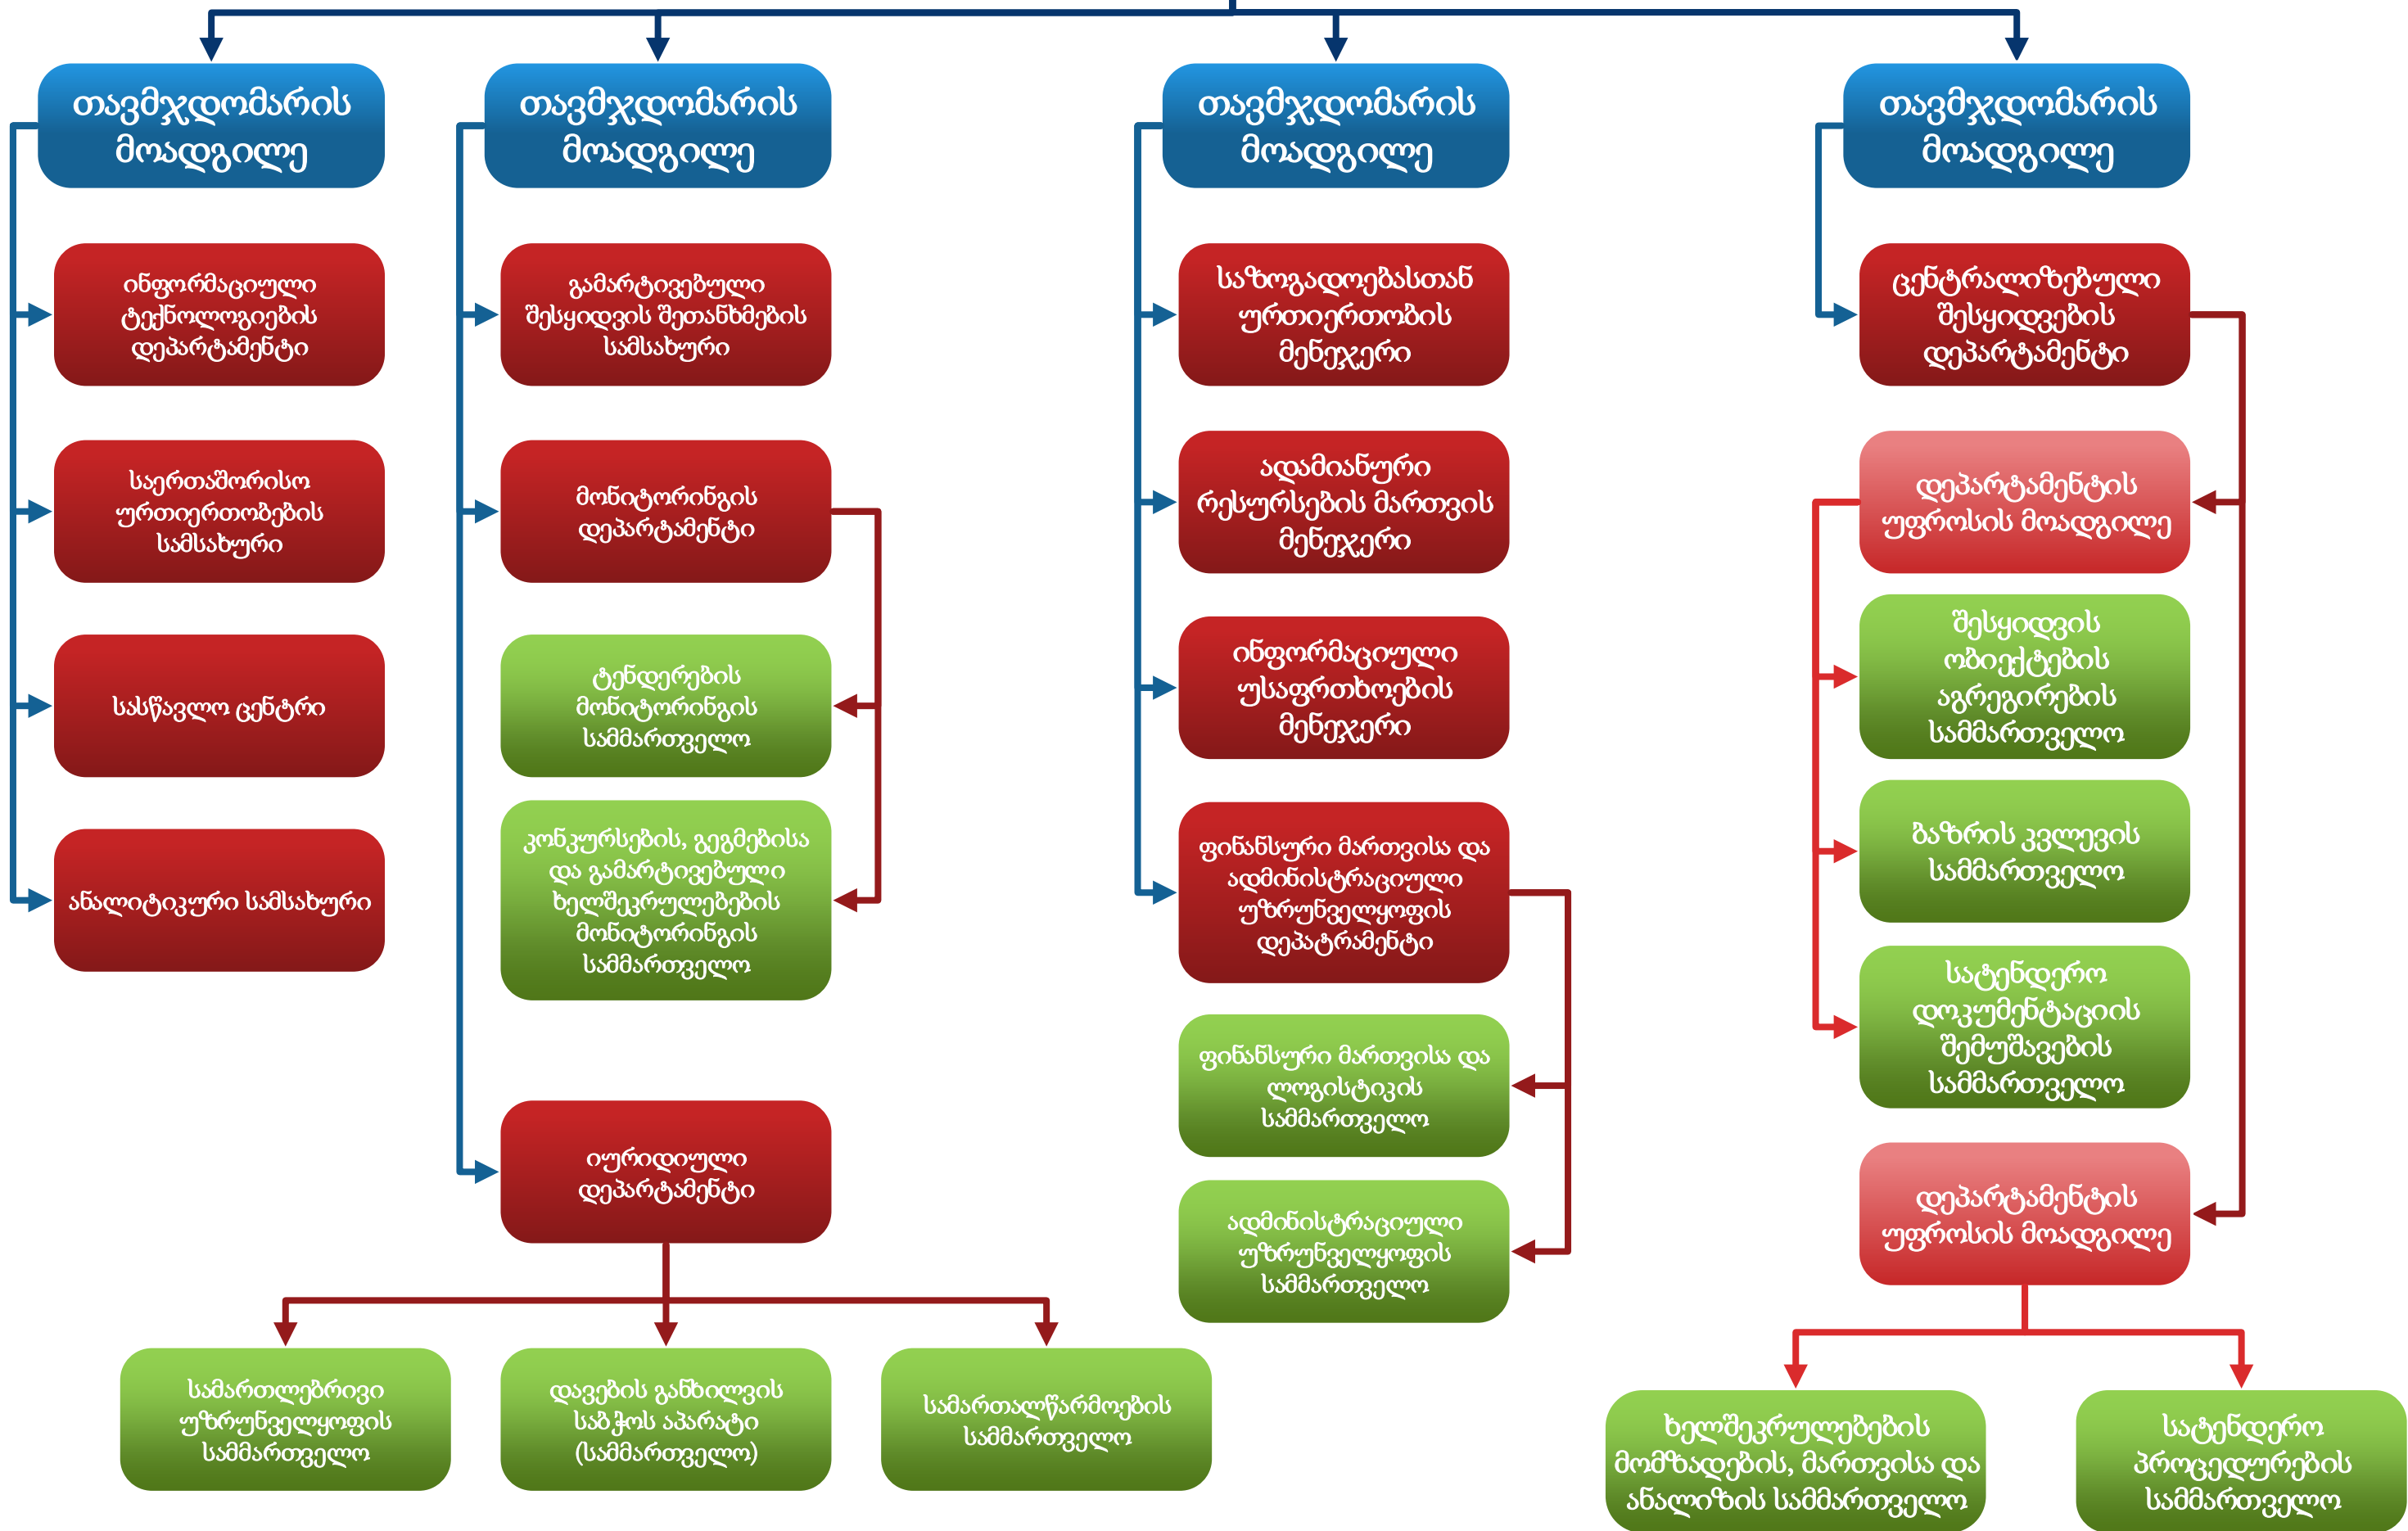 თავმჯდომარის
მოადგილე
ინფორმაციული
ტექნოლოგიების
დეპარტამენტი
საერთაშორისო
ურთიერთობების
სამსახური
სასწავლო ცენტრი
ანალიტიკური სამსახური
თავმჯდომარის
მოადგილე
გამარტივებული
შესყიდვის შეთანხმების
სამსახური
მონიტორინგის
დეპარტამენტი
ტენდერების
მონიტორინგის
სამმართველო
კონკურსების, გეგმებისა
და გამარტივებული
ხელშეკრულებების
მონიტორინგის
სამმართველო
იურიდიული
დეპარტამენტი
სამართლებრივი
უზრუნველყოფის
სამმართველო
დავების განხილვის
საბჭოს აპარატი
(სამმართველო)
სამართალწარმოების
სამმართველო
თავმჯდომარის
მოადგილე
საზოგადოებასთან
ურთიერთობის
მენეჯერი
ადამიანური
რესურსების მართვის
მენეჯერი
ინფორმაციული
უსაფრთხოების
მენეჯერი
ფინანსური მართვისა და
ადმინისტრაციული
უზრუნველყოფის
დეპატრამენტი
ფინანსური მართვისა და
ლოგისტიკის
სამმართველო
ადმინისტრაციული
უზრუნველყოფის
სამმართველო
თავმჯდომარის
მოადგილე
ცენტრალიზებული
შესყიდვების
დეპარტამენტი
დეპარტამენტის
უფროსის მოადგილე
შესყიდვის
ობიექტების
აგრეგირების
სამმართველო
ბაზრის კვლევის
სამმართველო
სატენდერო
დოკუმენტაციის
შემუშავების
სამმართველო
დეპარტამენტის
უფროსის მოადგილე
ხელშეკრულებების
მომზადების, მართვისა და
ანალიზის სამმართველო
სატენდერო
პროცედურების
სამმართველო